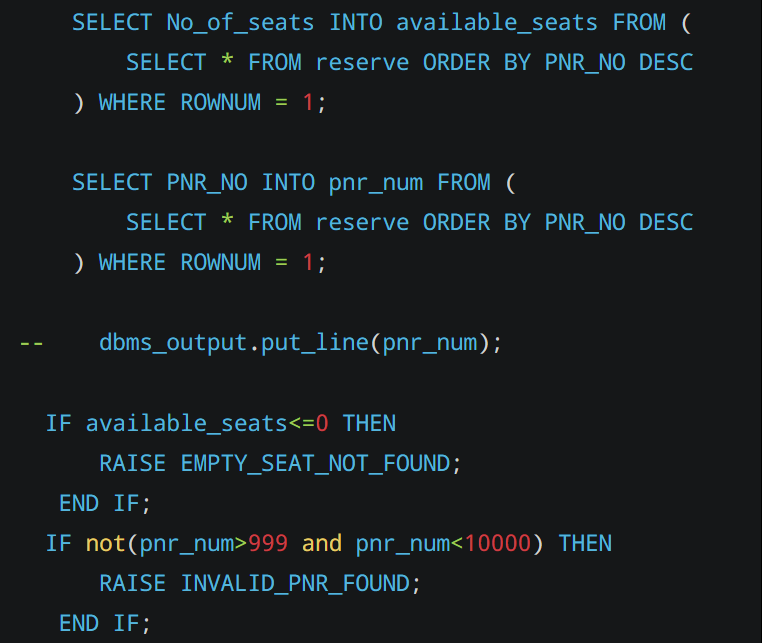 SELECT No_of_seats INTO available_seats FROM (
SELECT * FROM reserve ORDER BY PNR_NO DESC
) WHERE ROWNUM = 1;
SELECT PNR_NO INTO pnr_num FROM (
SELECT * FROM reserve ORDER BY PNR_NO DESC
) WHERE ROWNUM = 1;
-- dbms_output.put_line(pnr_num);
IF available_seats<=0 THEN
RAISE EMPTY_SEAT_NOT_FOUND;
END IF;
IF not(pnr_num>999 and pnr_num<10000) THEN
RAISE INVALID_PNR_FOUND;
END IF;